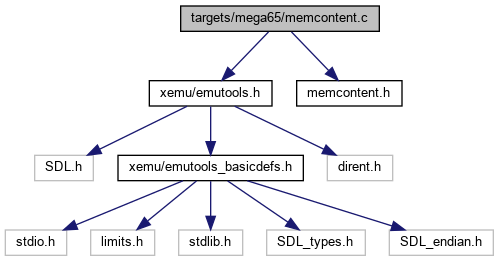 targets/mega65/memcontent.c
xemu/emutools.h
memcontent.h
SDL.h
xemu/emutools_basicdefs.h
dirent.h
stdio.h
limits.h
stdlib.h
SDL_types.h
SDL_endian.h